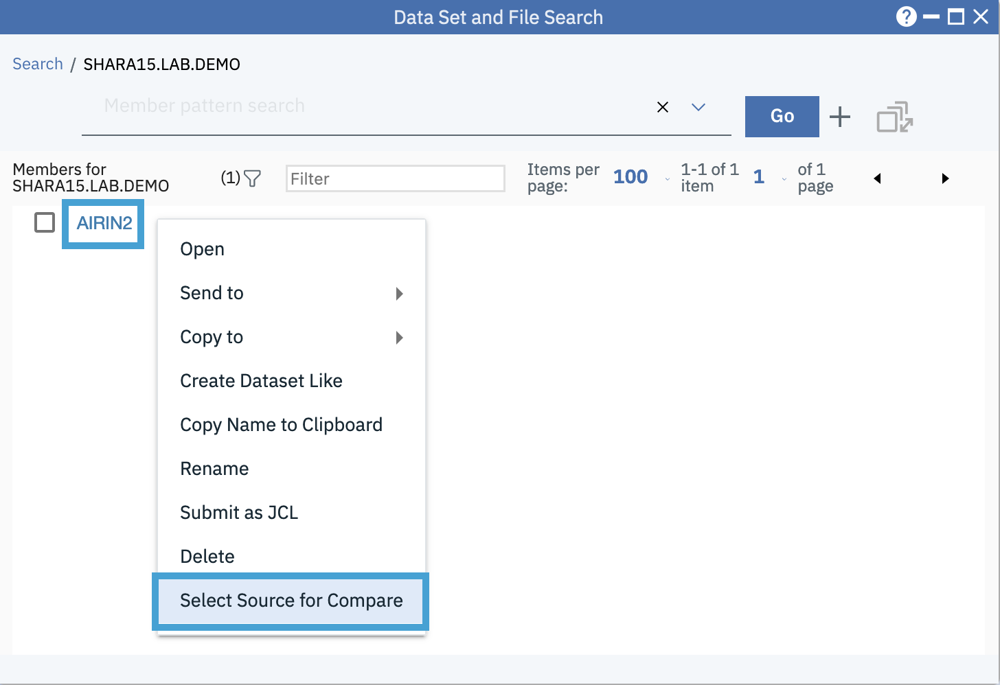 Data Set and File Search
?
Search / SHARA15.LAB.DEMO
Member pattern search
Go
Members for
SHARA15.LAB.DEMO
(1)
Filter
Items per
page:
100
1-1 of 1
item
1
of 1
page
AIRIN2
Open
Send to
Copy to
Create Dataset Like
Copy Name to Clipboard
Rename
Submit as JCL
Delete
Select Source for Compare